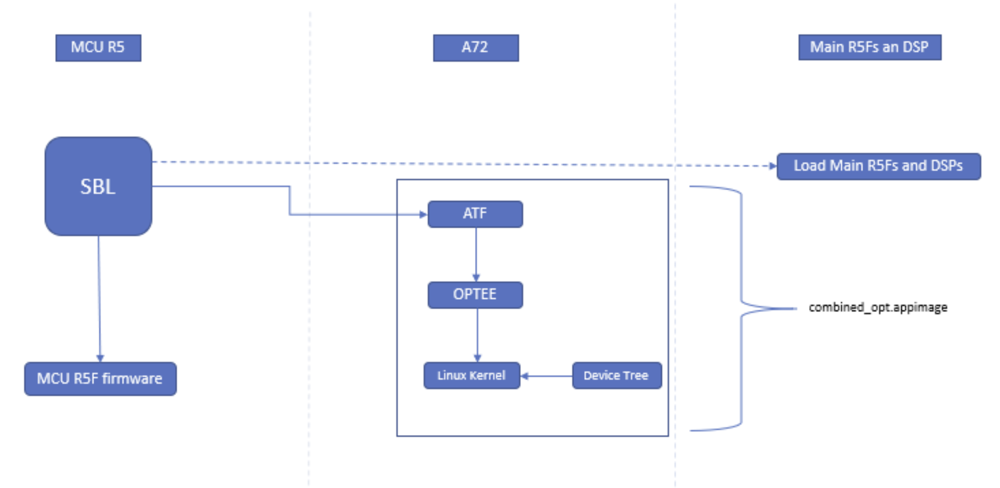 MCU R5
A72
Main R5Fs an DSP
SBL
Load Main R5Fs and DSPs
ATF
OPTEE
combined_opt.appimage
MCU R5F firmware
Linux Kernel
Device Tree